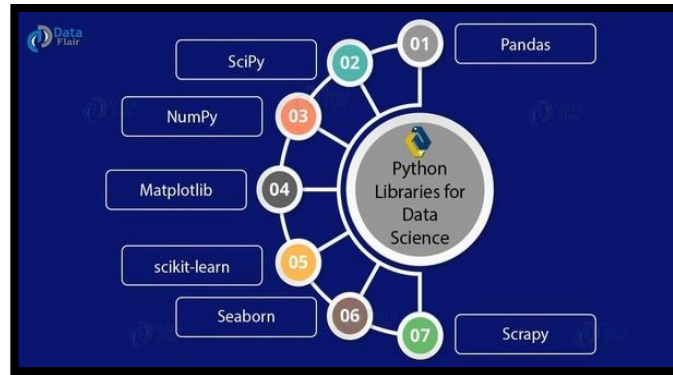 Data
Flair
01
Pandas
02
SciPy
03
NumPy
04
Matplotlib
05
scikit-learn
06
Seaborn
07
Scrapy
Python
Libraries for
Data
Science